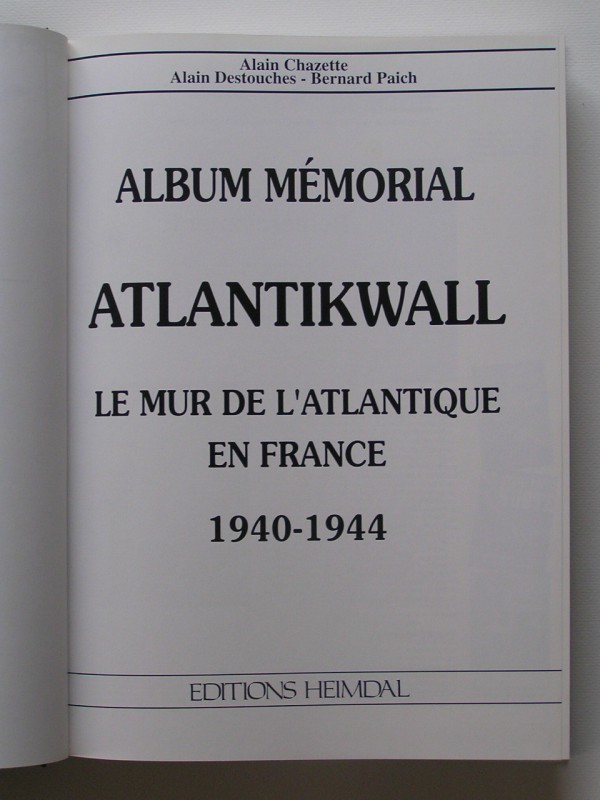 Alain Chazette
Alain Destouches - Bernard Paich
ALBUM MÉMORIAL
ATLANTIKWALL
LE MUR DE L'ATLANTIQUE
EN FRANCE
1940-1944
EDITIONS HEIMDAL